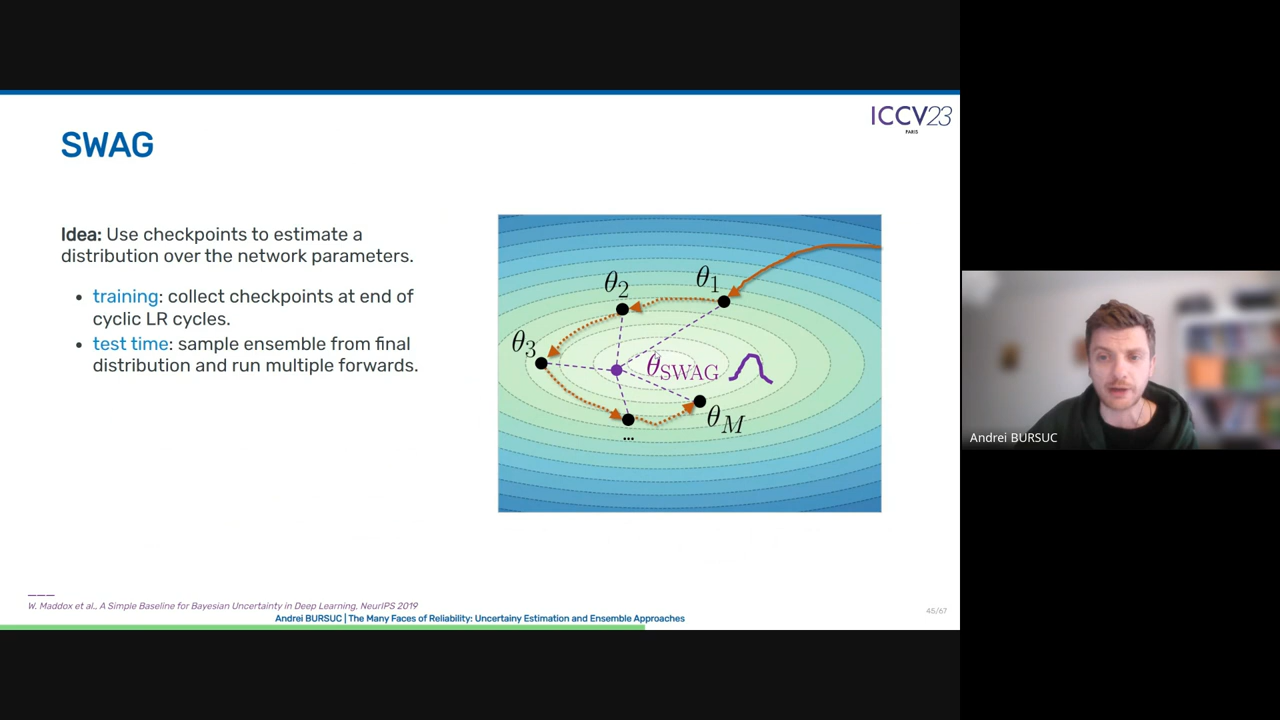 ICCV23
PARIS
SWAG
Idea: Use checkpoints to estimate a
distribution over the network parameters.
• training: collect checkpoints at end of
cyclic LR cycles.
• test time: sample ensemble from final
distribution and run multiple forwards.
θ1
θ2
θ3
θSWAG
θM
...
Andrei BURSUC
W. Maddox et al., A Simple Baseline for Bayesian Uncertainty in Deep Learning, NeurIPS 2019
Andrei BURSUC | The Many Faces of Reliability: Uncertainy Estimation and Ensemble Approaches
45/67